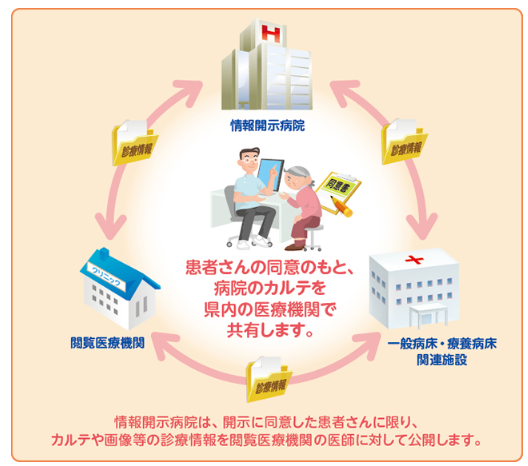 H
情報開示病院
診療情報
診療情報
同意書
患者さんの同意のもと、
病院のカルテを
県内の医療機関で
共有します。
クリニック
閲覧医療機関
一般病床・療養病床
関連施設
診療情報
情報開示病院は、開示に同意した患者さんに限り、
カルテや画像等の診療情報を閲覧医療機関の医師に対して公開します。